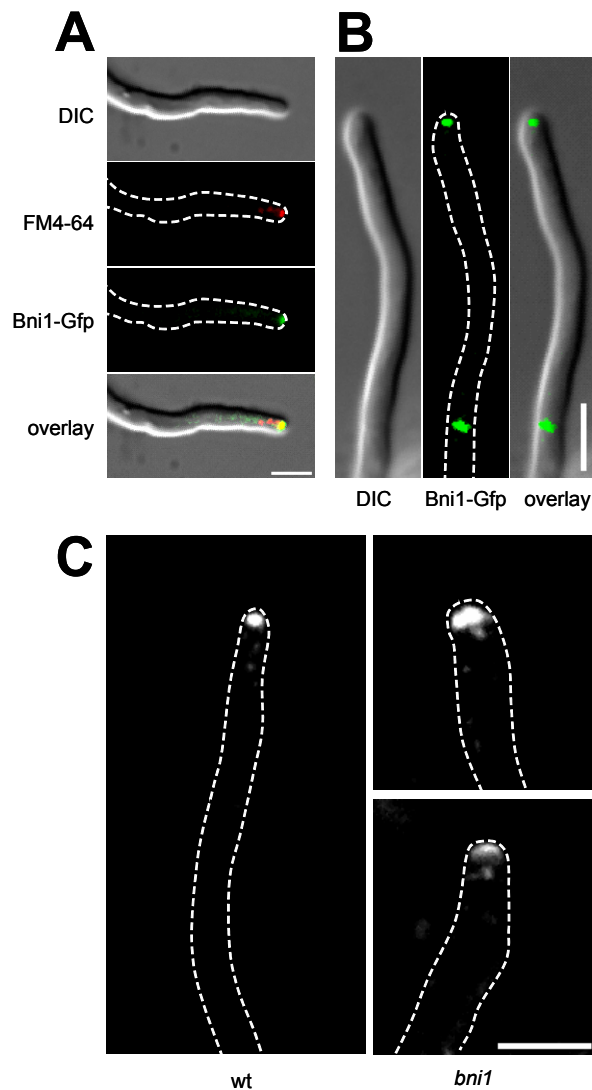 A
B
DIC
FM4-64
Bni1-Gfp
overlay
DIC Bni1-Gfp overlay
C
wt
bni1